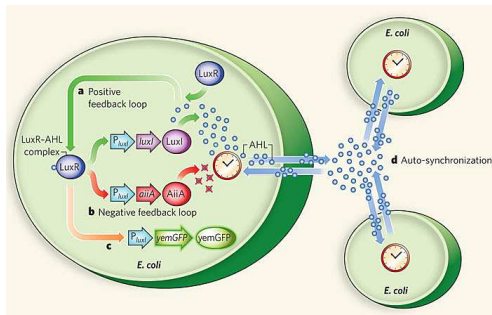 E. coli
LuxR
a Positive
feedback loop
LuxR–AHL
complex
LuxR
PluxI luxI LuxI
AHL
d Auto-synchronization
PluxI aiiA AiiA
b Negative feedback loop
c
PluxI yemGFP yemGFP
E. coli
E. coli